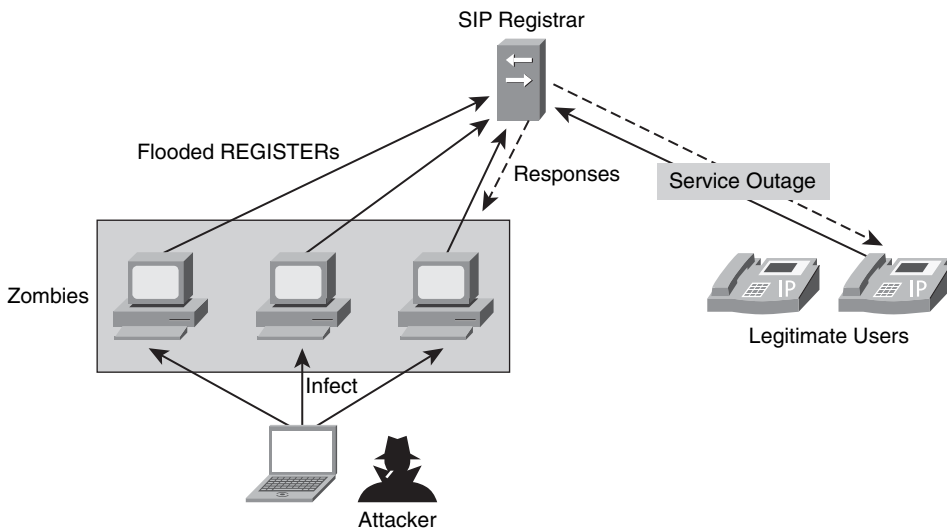 SIP Registrar
Flooded REGISTERs
Responses
Service Outage
Zombies
IP
IP
Legitimate Users
Infect
Attacker